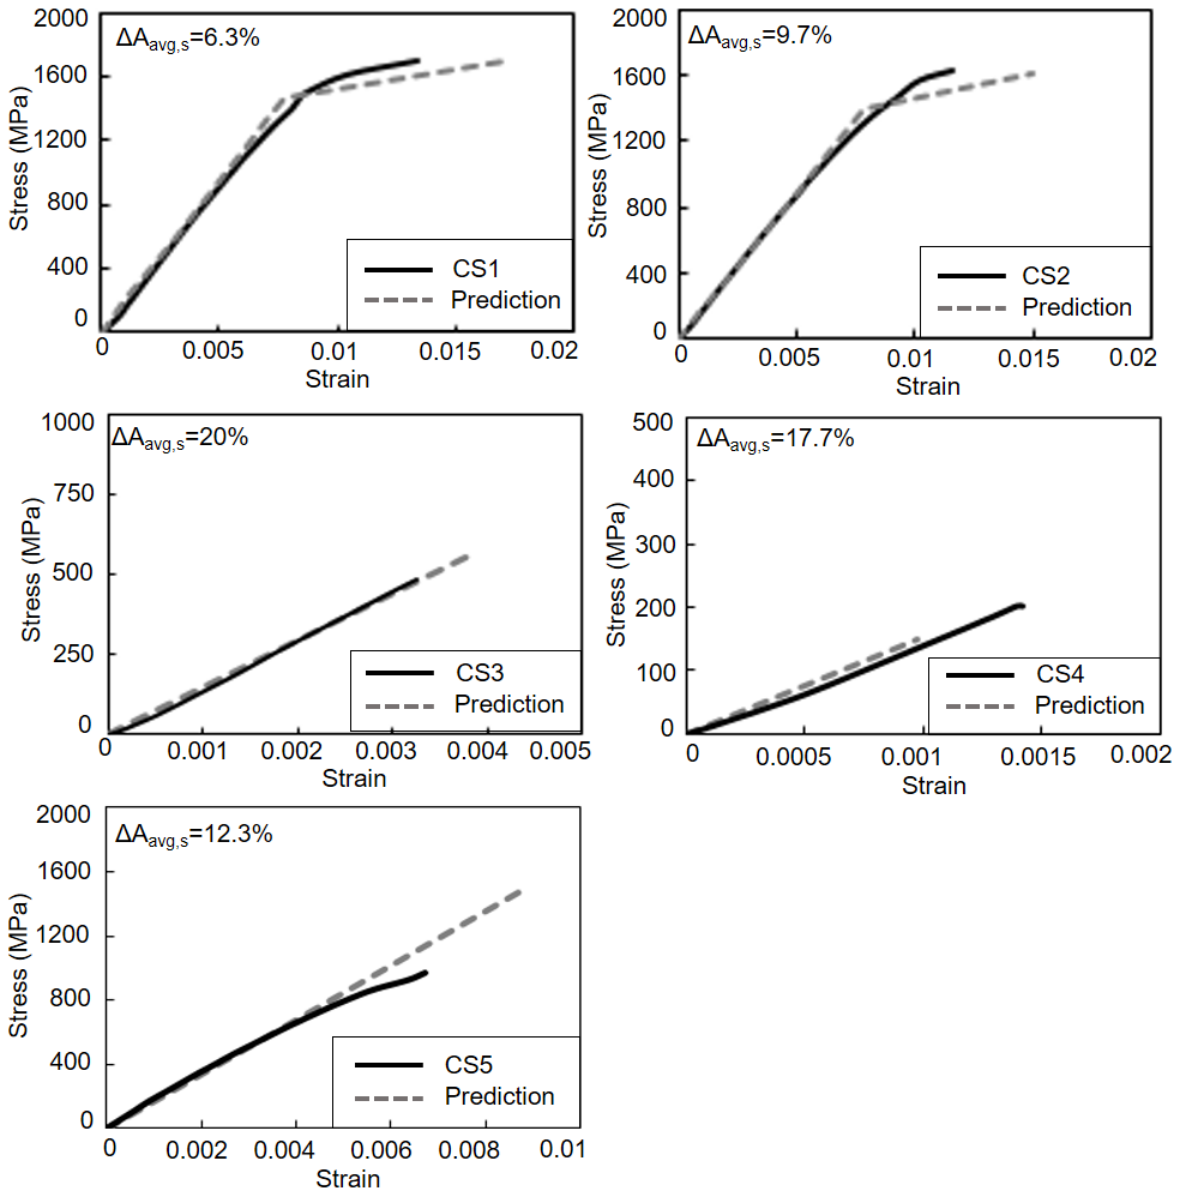 ΔAavg,s=6.3%
2000
1600
1200
800
400
0
Stress (MPa)
CS1
Prediction
0 0.005 0.01 0.015 0.02
Strain
ΔAavg,s=9.7%
2000
1600
1200
800
400
0
Stress (MPa)
CS2
Prediction
0 0.005 0.01 0.015 0.02
Strain
ΔAavg,s=20%
1000
750
500
250
0
Stress (MPa)
CS3
Prediction
0 0.001 0.002 0.003 0.004 0.005
Strain
ΔAavg,s=17.7%
500
400
300
200
100
0
Stress (MPa)
CS4
Prediction
0 0.0005 0.001 0.0015 0.002
Strain
ΔAavg,s=12.3%
2000
1600
1200
800
400
0
Stress (MPa)
CS5
Prediction
0 0.002 0.004 0.006 0.008 0.01
Strain